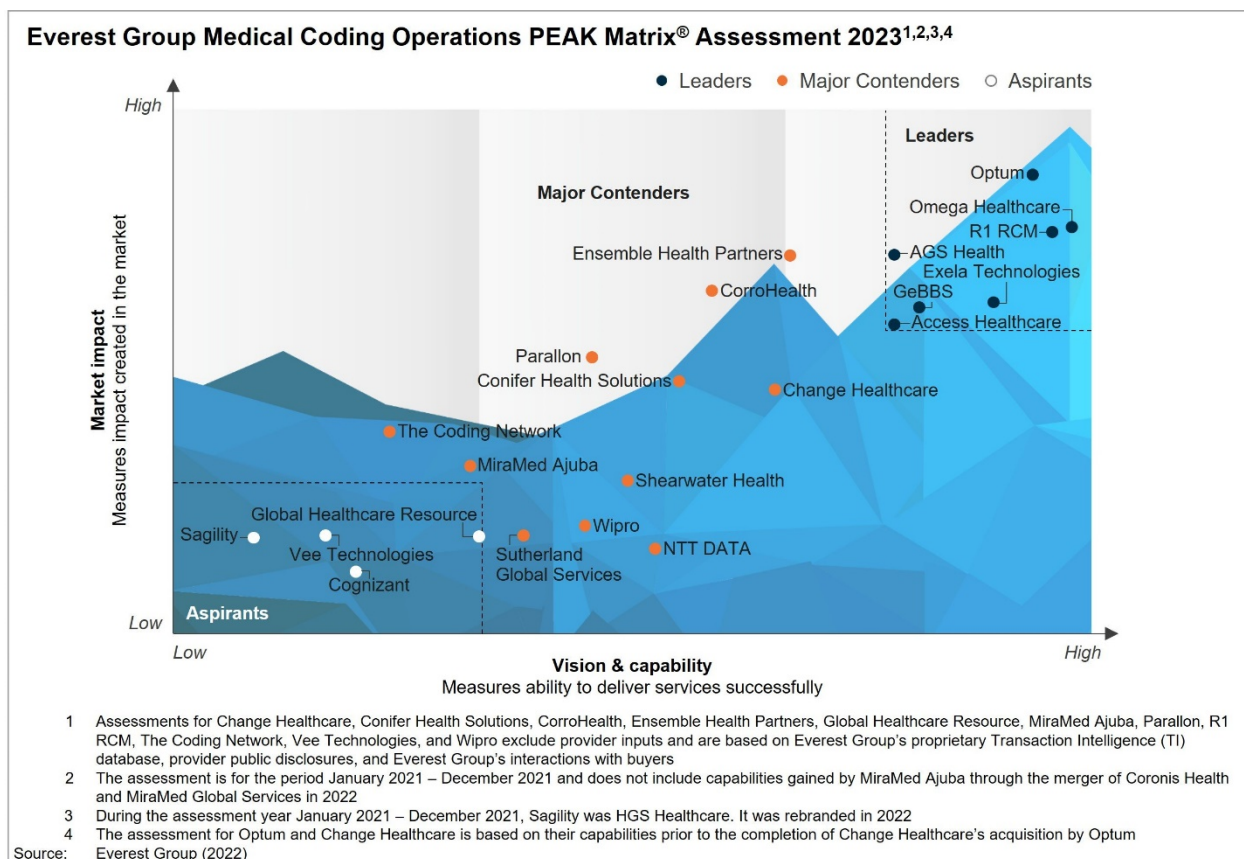 Everest Group Medical Coding Operations PEAK Matrix® Assessment 2023¹,²,³,⁴
Leaders
Major Contenders
Aspirants
High
Leaders
Optum
Major Contenders
Omega Healthcare
R1 RCM
Ensemble Health Partners
AGS Health
Exela Technologies
CorroHealth
GeBBS
Access Healthcare
Parallon
Conifer Health Solutions
Change Healthcare
Market impact
Measures impact created in the market
The Coding Network
MiraMed Ajuba
Shearwater Health
Global Healthcare Resource
Sagility
Vee Technologies
Cognizant
Wipro
Sutherland
Global Services
NTT DATA
Aspirants
Low
Low
High
Vision & capability
Measures ability to deliver services successfully
1 Assessments for Change Healthcare, Conifer Health Solutions, CorroHealth, Ensemble Health Partners, Global Healthcare Resource, MiraMed Ajuba, Parallon, R1
RCM, The Coding Network, Vee Technologies, and Wipro exclude provider inputs and are based on Everest Group's proprietary Transaction Intelligence (TI)
database, provider public disclosures, and Everest Group's interactions with buyers
2 The assessment is for the period January 2021 – December 2021 and does not include capabilities gained by MiraMed Ajuba through the merger of Coronis Health
and MiraMed Global Services in 2022
3 During the assessment year January 2021 – December 2021, Sagility was HGS Healthcare. It was rebranded in 2022
4 The assessment for Optum and Change Healthcare is based on their capabilities prior to the completion of Change Healthcare's acquisition by Optum
Source: Everest Group (2022)